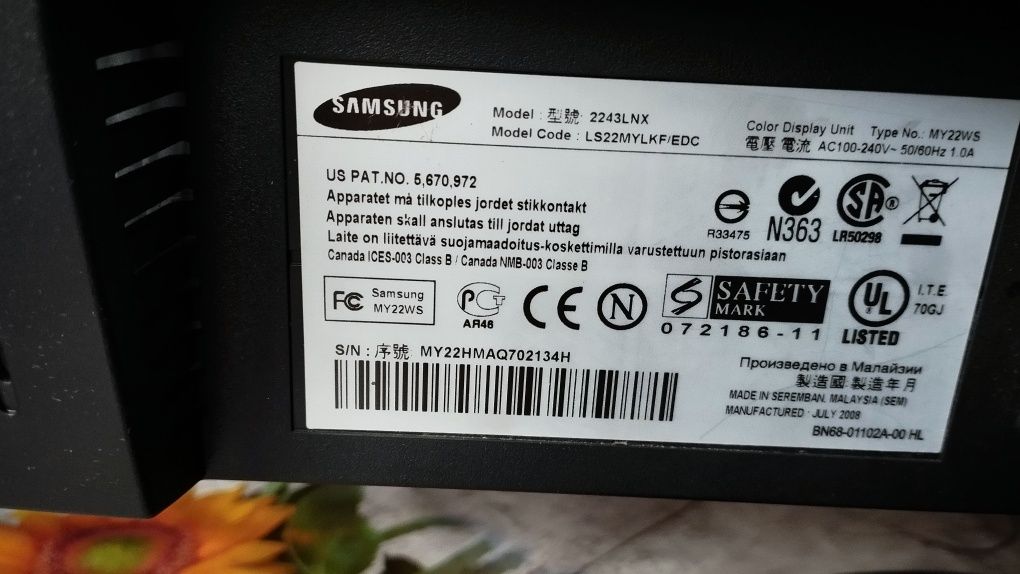 SAMSUNG
Model : 型號: 2243LNX
Model Code : LS22MYLKF/EDC
Color Display Unit Type No.: MY22WS
電壓 電流 AC100-240V~ 50/60Hz 1.0A
US PAT.NO. 5,670,972
Apparatet må tilkoples jordet stikkontakt
Apparaten skall anslutas till jordat uttag
Laite on liitettävä suojamaadoitus-koskettimilla varustettuun pistorasiaan
Canada ICES-003 Class B / Canada NMB-003 Classe B
R33475
N363
SA ®
LR50298
FC Samsung
MY22WS
РСТ
АЯ46
CE
N
S SAFETY
MARK
072186-11
UL
LISTED
I.T.E.
70GJ
S/N : 序號: MY22HMAQ702134H
Произведено в Малайзии
製造國 製造年月
MADE IN SEREMBAN. MALAYSIA (SEM)
MANUFACTURED : JULY 2008
BN68-01102A-00 HL